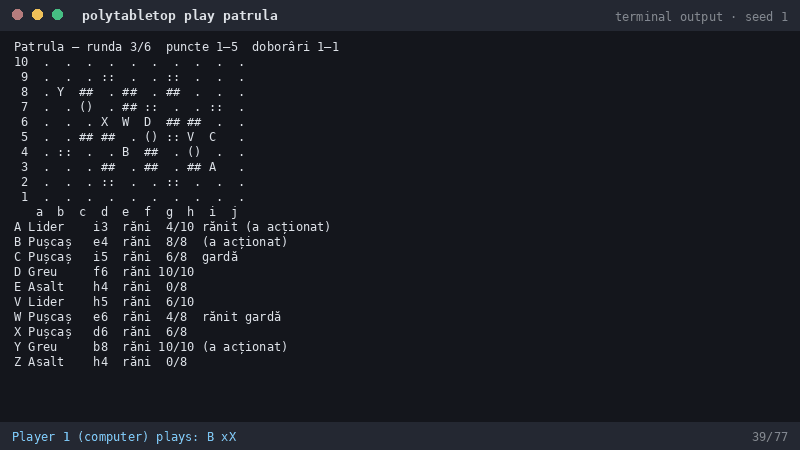 polytabletop play patrula
terminal output · seed 1
Patrula — runda 3/6  puncte 1–5  doborâri 1–1
10  .  .  .  .  .  .  .  .  .  .
 9  .  .  . ::  .  . ::  .  .  .
 8  . Y  ##  . ##  . ##  .  .  .
 7  .  . ()  . ## ::  .  . ::  .
 6  .  .  . X  W  D  ## ##  .  .
 5  .  . ## ##  . () :: V  C   .
 4  . ::  .  . B  ##  . ()  .  .
 3  .  .  . ##  . ##  . ## A   .
 2  .  .  . ::  .  . ::  .  .  .
 1  .  .  .  .  .  .  .  .  .  .
   a  b  c  d  e  f  g  h  i  j
A Lider    i3  răni  4/10 rănit (a acționat)
B Pușcaș   e4  răni  8/8  (a acționat)
C Pușcaș   i5  răni  6/8  gardă
D Greu     f6  răni 10/10
E Asalt    h4  răni  0/8
V Lider    h5  răni  6/10
W Pușcaș   e6  răni  4/8  rănit gardă
X Pușcaș   d6  răni  6/8
Y Greu     b8  răni 10/10 (a acționat)
Z Asalt    h4  răni  0/8
Player 1 (computer) plays: B xX
39/77